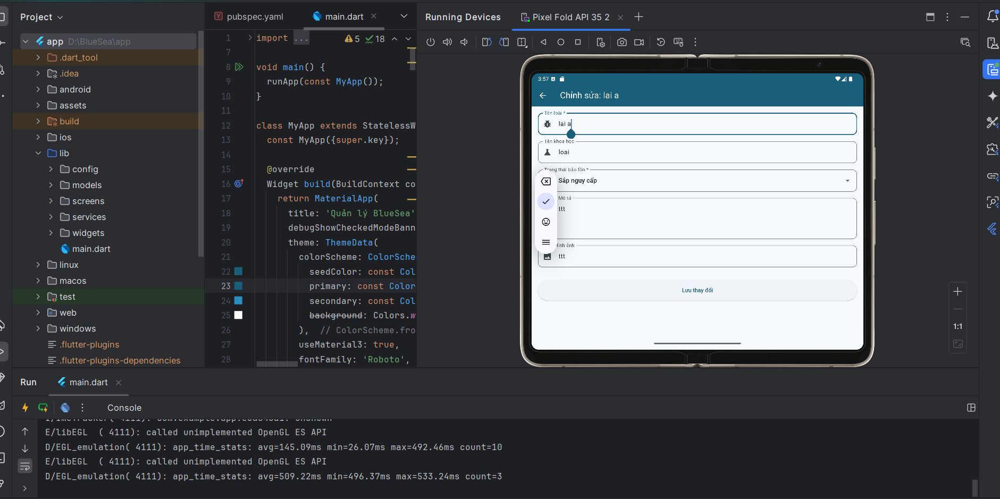 Project
pubspec.yaml
main.dart
Running Devices
Pixel Fold API 35 2
app D:\BlueSea\app
.dart_tool
.idea
android
assets
build
ios
lib
config
models
screens
services
widgets
main.dart
linux
macos
test
web
windows
.flutter-plugins
.flutter-plugins-dependencies
5 18
1 import ...
7
8 void main() {
9 runApp(const MyApp());
10 }
11
12 class MyApp extends StatelessW
13 const MyApp({super.key});
14
15 @override
16 Widget build(BuildContext co
17 return MaterialApp(
18 title: 'Quản lý BlueSea'
19 debugShowCheckedModeBann
20 theme: ThemeData(
21 colorScheme: ColorSche
22 seedColor: const Col
23 primary: const Color
24 secondary: const Col
25 background: Colors.w
26 ), // ColorScheme.fro
27 useMaterial3: true,
28 fontFamily: 'Roboto',
3:57
Chỉnh sửa: lai a
Tên loài *
lai a
Tên khoa học
loai
Trạng thái bảo tồn *
Sắp nguy cấp
Mô tả
ttt
ình ảnh
ttt
Lưu thay đổi
1:1
Run
main.dart
Console
E/libEGL ( 4111): called unimplemented OpenGL ES API
D/EGL_emulation( 4111): app_time_stats: avg=145.09ms min=26.07ms max=492.46ms count=10
E/libEGL ( 4111): called unimplemented OpenGL ES API
D/EGL_emulation( 4111): app_time_stats: avg=509.22ms min=496.37ms max=533.24ms count=3